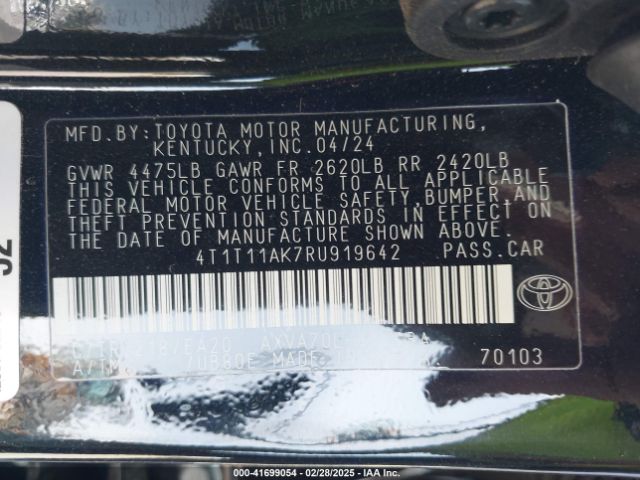 MFD.BY:TOYOTA MOTOR MANUFACTURING,
KENTUCKY,INC.04/24
GVWR 4475LB GAWR FR 2620LB RR 2420LB
THIS VEHICLE CONFORMS TO ALL APPLICABLE
FEDERAL MOTOR VEHICLE SAFETY,BUMPER,AND
THEFT PREVENTION STANDARDS IN EFFECT ON
THE DATE OF MANUFACTURE SHOWN ABOVE.
4T1T11AK7RU919642 PASS.CAR
70103
000-41699054 - 02/28/2025 - IAA Inc.